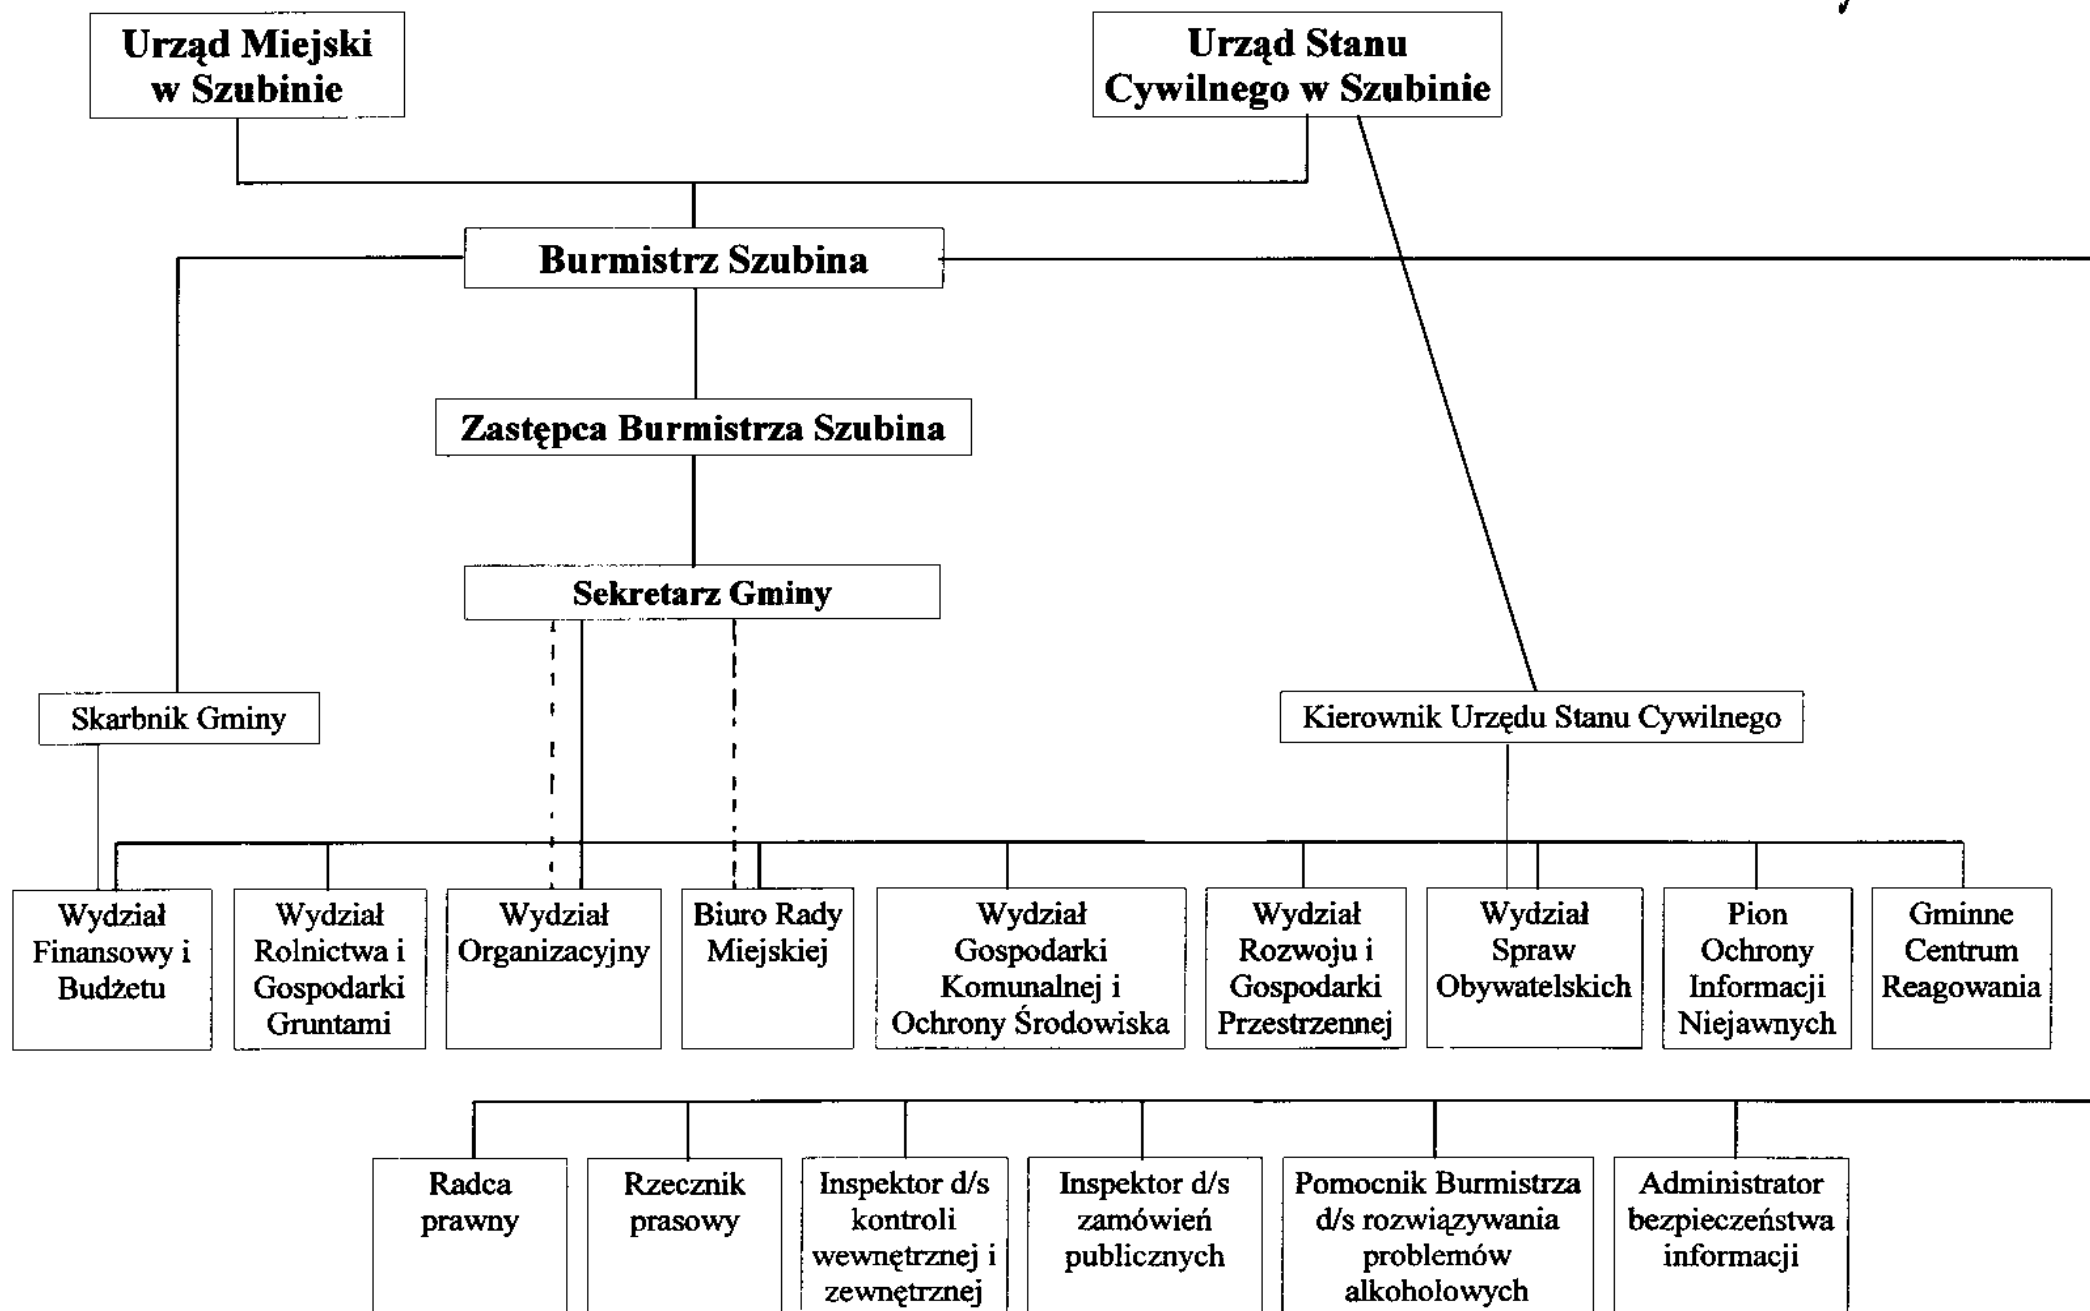 Urząd Miejski
w Szubinie
Urząd Stanu
Cywilnego w Szubinie
Burmistrz Szubina
Zastępca Burmistrza Szubina
Sekretarz Gminy
Skarbnik Gminy
Kierownik Urzędu Stanu Cywilnego
Wydział
Finansowy i
Budżetu
Wydział
Rolnictwa i
Gospodarki
Gruntami
Wydział
Organizacyjny
Biuro Rady
Miejskiej
Wydział
Gospodarki
Komunalnej i
Ochrony Środowiska
Wydział
Rozwoju i
Gospodarki
Przestrzennej
Wydział
Spraw
Obywatelskich
Pion
Ochrony
Informacji
Niejawnych
Gminne
Centrum
Reagowania
Radca
prawny
Rzecznik
prasowy
Inspektor d/s
kontroli
wewnętrznej i
zewnętrznej
Inspektor d/s
zamówień
publicznych
Pomocnik Burmistrza
d/s rozwiązywania
problemów
alkoholowych
Administrator
bezpieczeństwa
informacji